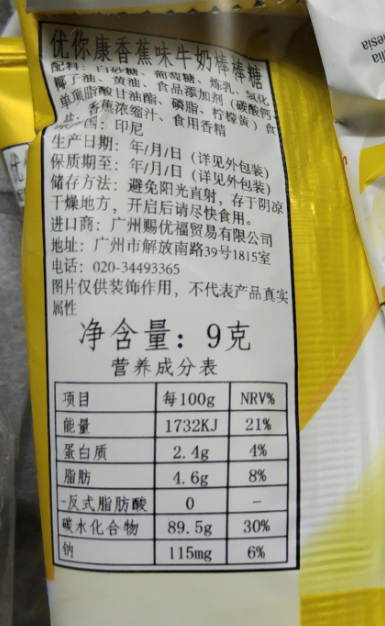 优你康香蕉味牛奶棒棒糖
配料：白砂糖、葡萄糖、炼乳、氢化
椰子油、黄油、食品添加剂（碳酸钙、
单硬脂酸甘油酯、磷脂、柠檬黄）食
盐、香蕉浓缩汁、食用香精
国：印尼
生产日期：年/月/日（详见外包装）
保质期至：年/月/日（详见外包装）
储存方法：避免阳光直射，存于阴凉
干燥地方，开启后请尽快食用。
进口商：广州赐优福贸易有限公司
地址：广州市解放南路39号1815室
电话：020-34493365
图片仅供装饰作用，不代表产品真实
属性
净含量：9克
营养成分表
项目 每100g NRV%
能量 1732KJ 21%
蛋白质 2.4g 4%
脂肪 4.6g 8%
-反式脂肪酸 0 -
碳水化合物 89.5g 30%
钠 115mg 6%